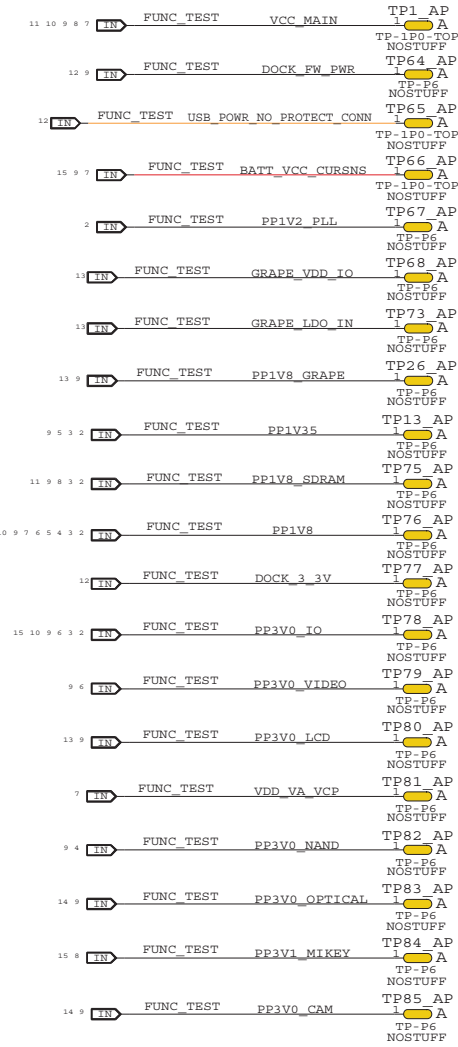 TP1_AP
11 10 9 8 7 IN FUNC_TEST VCC_MAIN 1 A
TP-1P0-TOP
NOSTUFF
TP64_AP
12 9 IN FUNC_TEST DOCK_FW_PWR 1 A
TP-P6
NOSTUFF
TP65_AP
12 IN FUNC_TEST USB_POWR_NO_PROTECT_CONN 1 A
TP-1P0-TOP
NOSTUFF
TP66_AP
15 9 7 IN FUNC_TEST BATT_VCC_CURSNS 1 A
TP-1P0-TOP
NOSTUFF
TP67_AP
2 IN FUNC_TEST PP1V2_PLL 1 A
TP-P6
NOSTUFF
TP68_AP
13 IN FUNC_TEST GRAPE_VDD_IO 1 A
TP-P6
NOSTUFF
TP73_AP
13 IN FUNC_TEST GRAPE_LDO_IN 1 A
TP-P6
NOSTUFF
TP26_AP
13 9 IN FUNC_TEST PP1V8_GRAPE 1 A
TP-P6
NOSTUFF
TP13_AP
9 5 3 2 IN FUNC_TEST PP1V35 1 A
TP-P6
NOSTUFF
TP75_AP
11 9 8 3 2 IN FUNC_TEST PP1V8_SDRAM 1 A
TP-P6
NOSTUFF
TP76_AP
9 7 6 5 4 3 2 IN FUNC_TEST PP1V8 1 A
TP-P6
NOSTUFF
TP77_AP
12 IN FUNC_TEST DOCK_3_3V 1 A
TP-P6
NOSTUFF
TP78_AP
15 10 9 6 3 2 IN FUNC_TEST PP3V0_IO 1 A
TP-P6
NOSTUFF
TP79_AP
9 6 IN FUNC_TEST PP3V0_VIDEO 1 A
TP-P6
NOSTUFF
TP80_AP
13 9 IN FUNC_TEST PP3V0_LCD 1 A
TP-P6
NOSTUFF
TP81_AP
7 IN FUNC_TEST VDD_VA_VCP 1 A
TP-P6
NOSTUFF
TP82_AP
9 4 IN FUNC_TEST PP3V0_NAND 1 A
TP-P6
NOSTUFF
TP83_AP
14 9 IN FUNC_TEST PP3V0_OPTICAL 1 A
TP-P6
NOSTUFF
TP84_AP
15 8 IN FUNC_TEST PP3V1_MIKEY 1 A
TP-P6
NOSTUFF
TP85_AP
14 9 IN FUNC_TEST PP3V0_CAM 1 A
TP-P6
NOSTUFF